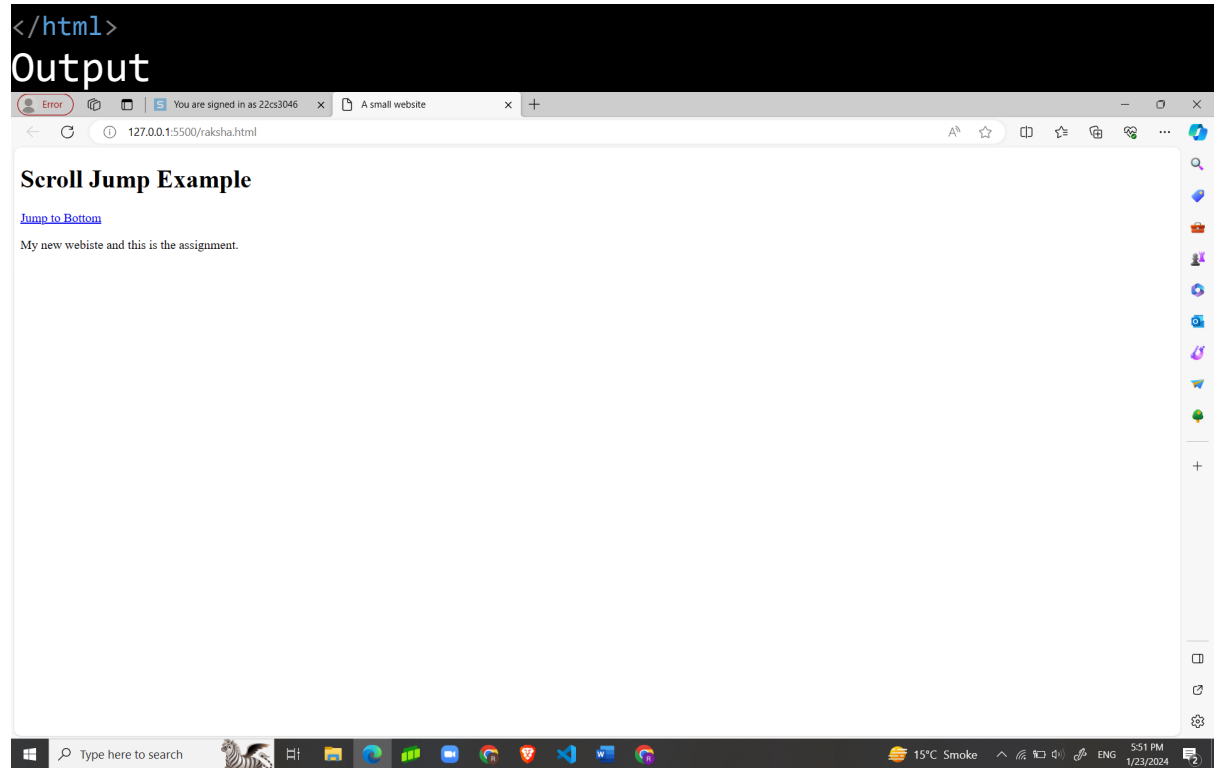 </html>
Output
Error
You are signed in as 22cs3046
A small website
127.0.0.1:5500/raksha.html
Scroll Jump Example
Jump to Bottom
My new webiste and this is the assignment.
Type here to search
15°C Smoke
ENG
5:51 PM
1/23/2024
2